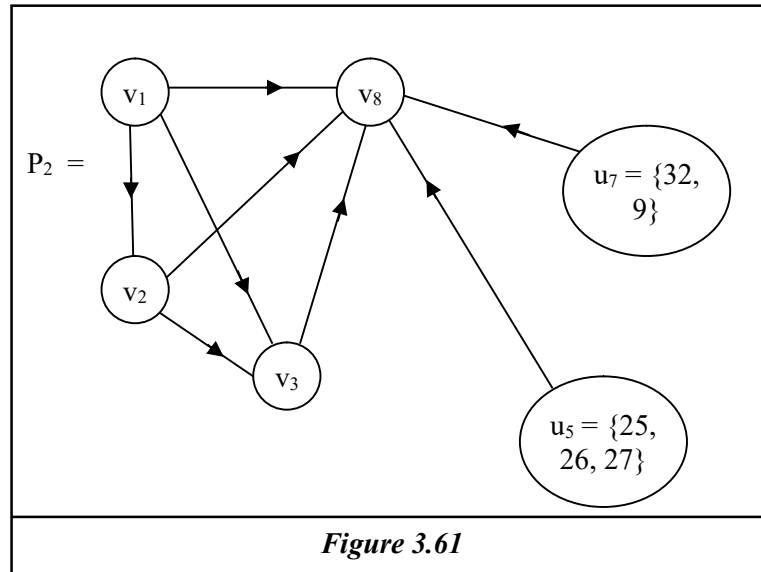 v₁
v₈
P₂ =
u₇ = {32,
9}
v₂
v₃
u₅ = {25,
26, 27}
Figure 3.61